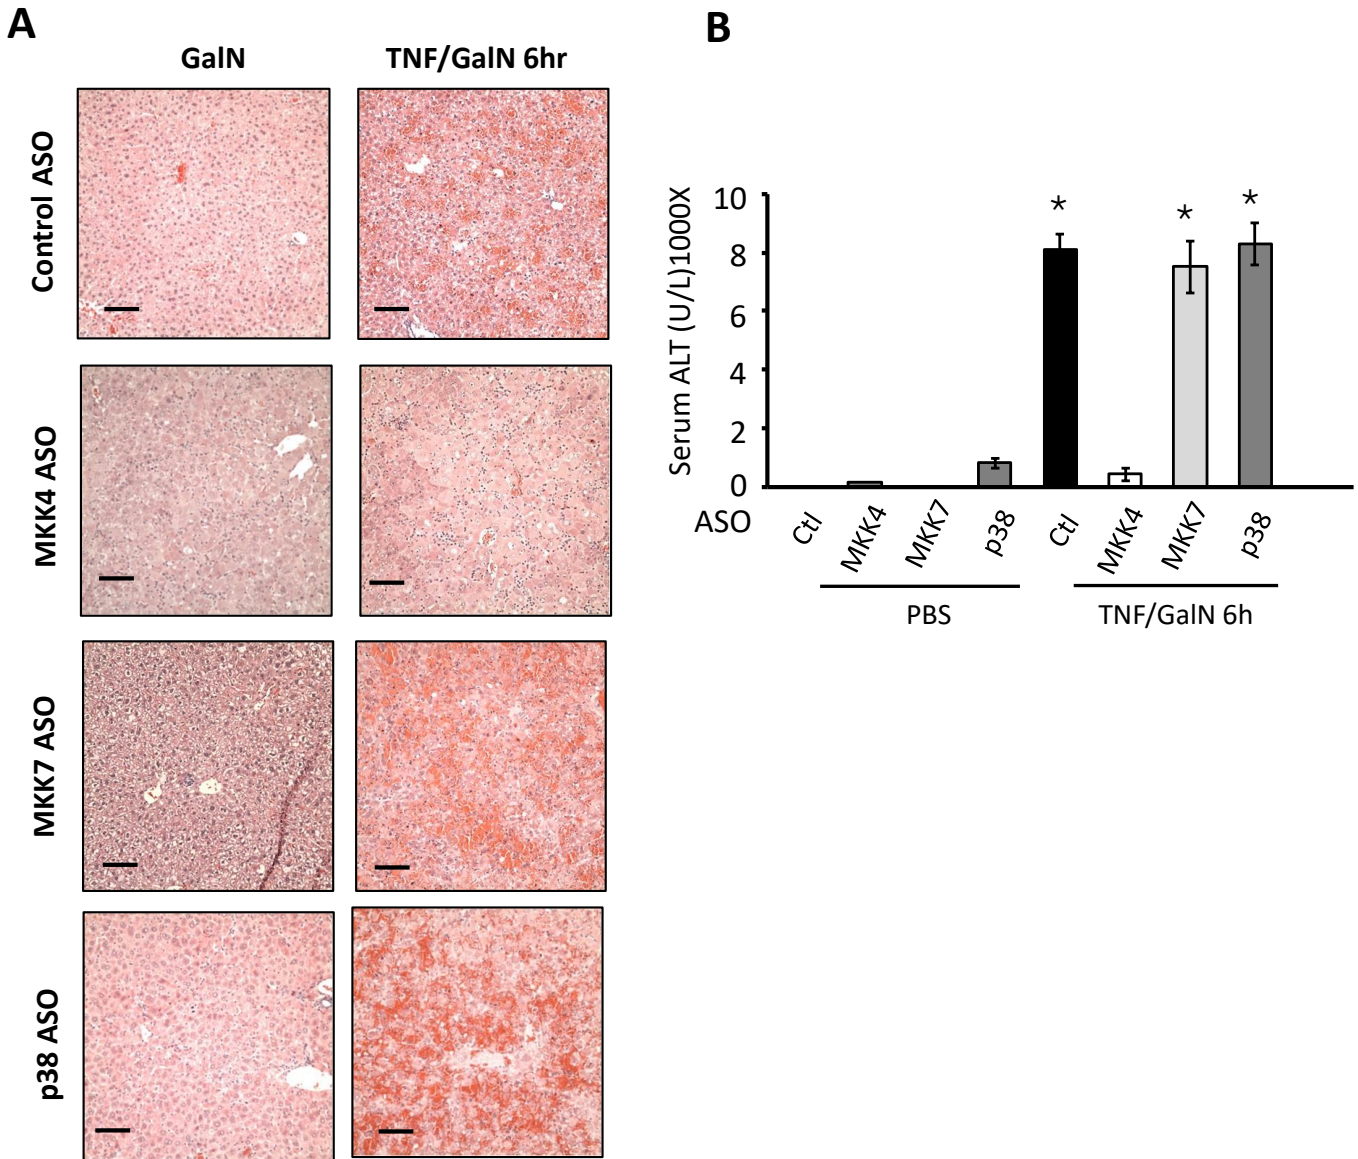 A
GalN
TNF/GalN 6hr
Control ASO
MKK4 ASO
MKK7 ASO
p38 ASO
B
Serum ALT (U/L)1000X
10
8
6
4
2
0
*
*
*
ASO
Ctl
MKK4
MKK7
p38
Ctl
MKK4
MKK7
p38
PBS
TNF/GalN 6h